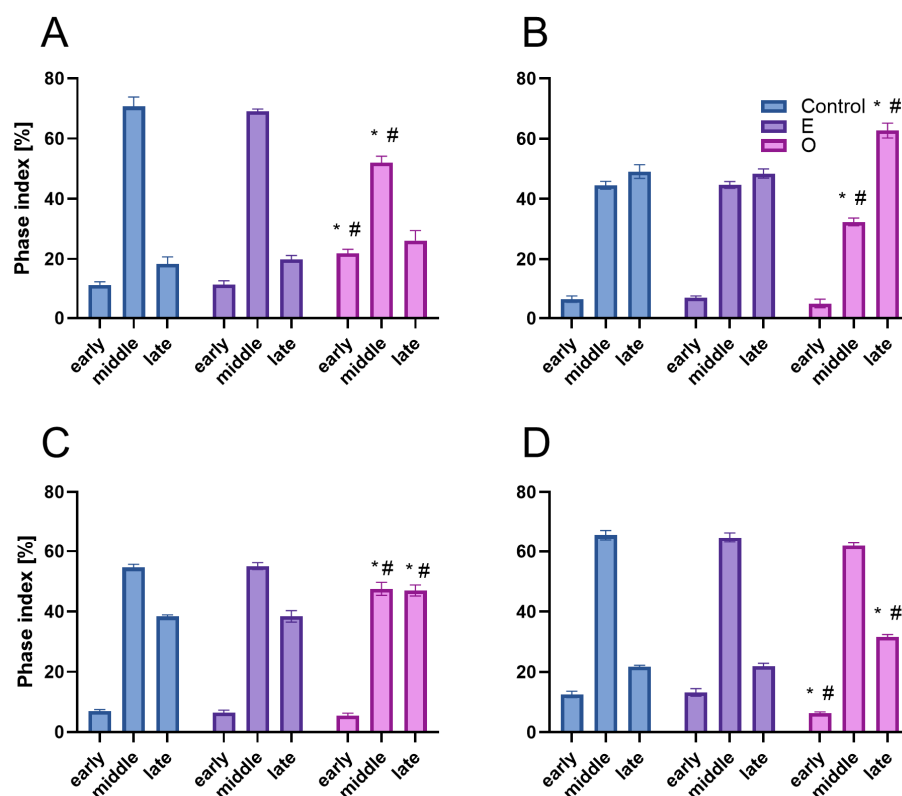 A
Phase index [%]
80
60
40
20
0
* #
* #
early
middle
late
early
middle
late
early
middle
late
B
80
60
40
20
0
Control
E
O
* #
* #
early
middle
late
early
middle
late
early
middle
late
C
Phase index [%]
80
60
40
20
0
*# *#
early
middle
late
early
middle
late
early
middle
late
D
80
60
40
20
0
* #
* #
early
middle
late
early
middle
late
early
middle
late